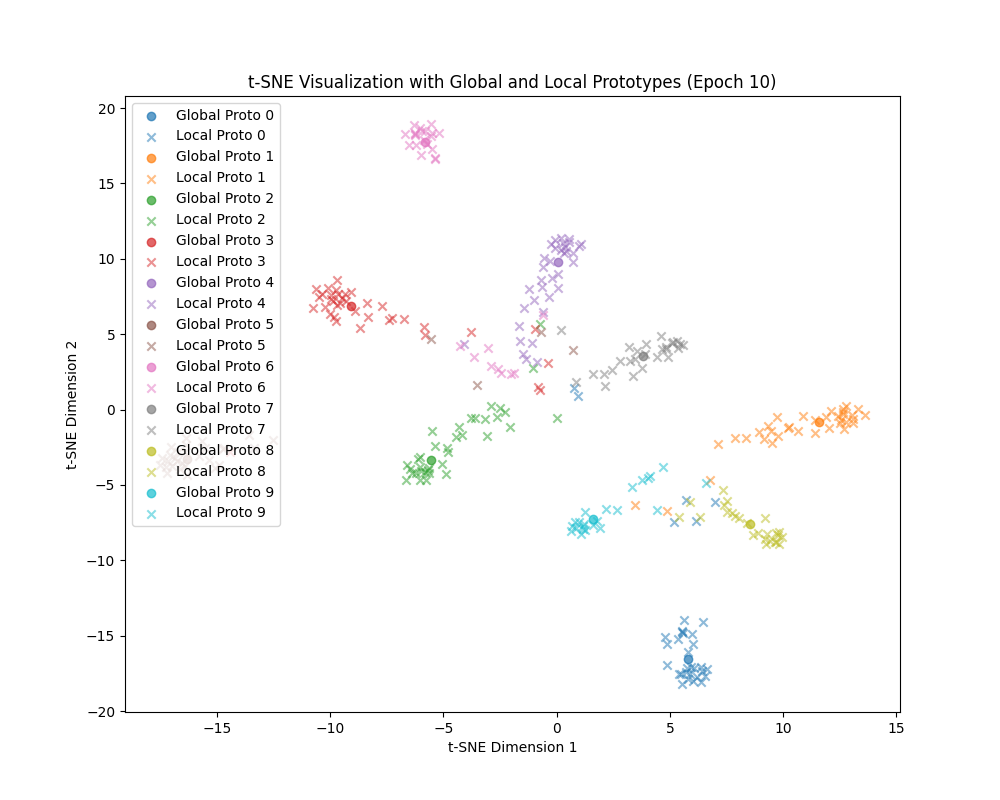 t-SNE Visualization with Global and Local Prototypes (Epoch 10)
20
15
10
5
0
−5
−10
−15
−20
t-SNE Dimension 2
Global Proto 0
Local Proto 0
Global Proto 1
Local Proto 1
Global Proto 2
Local Proto 2
Global Proto 3
Local Proto 3
Global Proto 4
Local Proto 4
Global Proto 5
Local Proto 5
Global Proto 6
Local Proto 6
Global Proto 7
Local Proto 7
Global Proto 8
Local Proto 8
Global Proto 9
Local Proto 9
−15 −10 −5 0 5 10 15
t-SNE Dimension 1